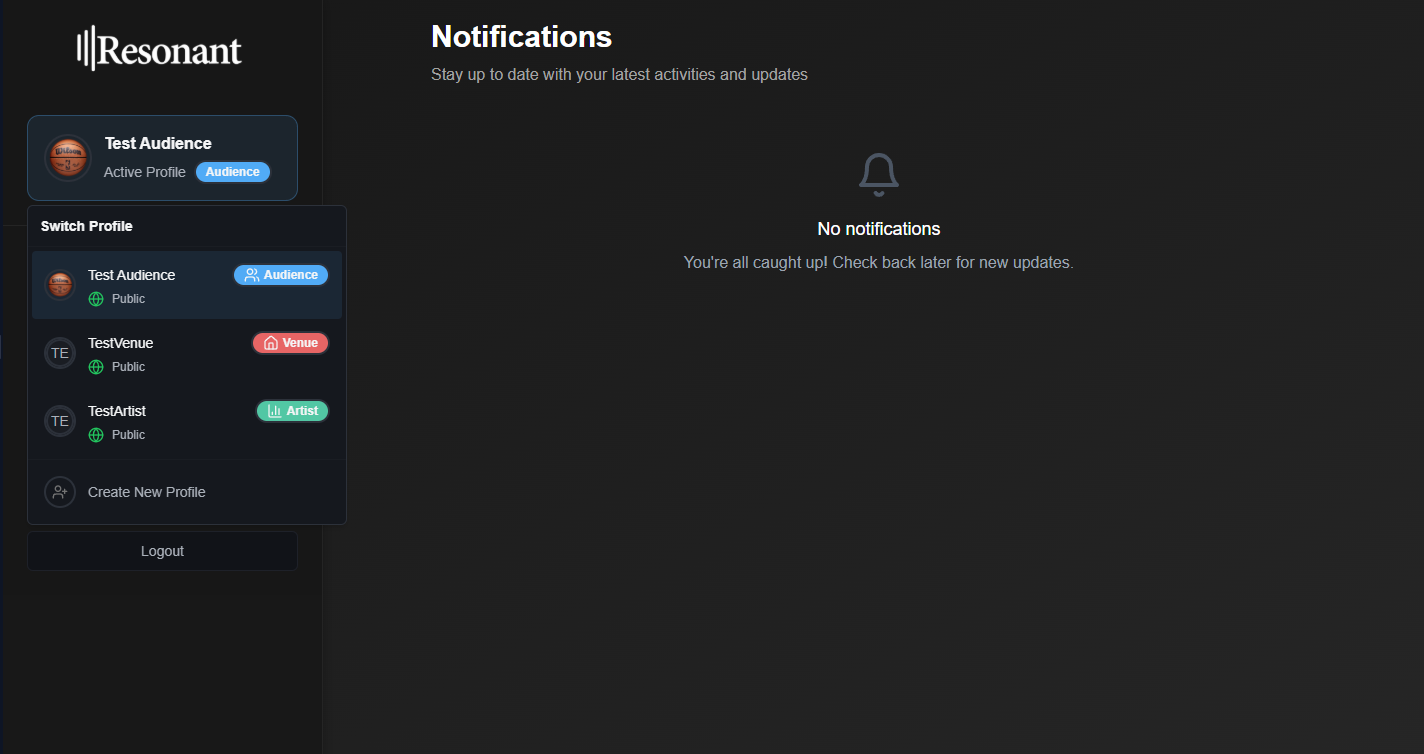 Resonant
Test Audience
Active Profile Audience
Switch Profile
Test Audience Audience
Public
TE TestVenue Venue
Public
TE TestArtist Artist
Public
Create New Profile
Logout
Notifications
Stay up to date with your latest activities and updates
No notifications
You're all caught up! Check back later for new updates.